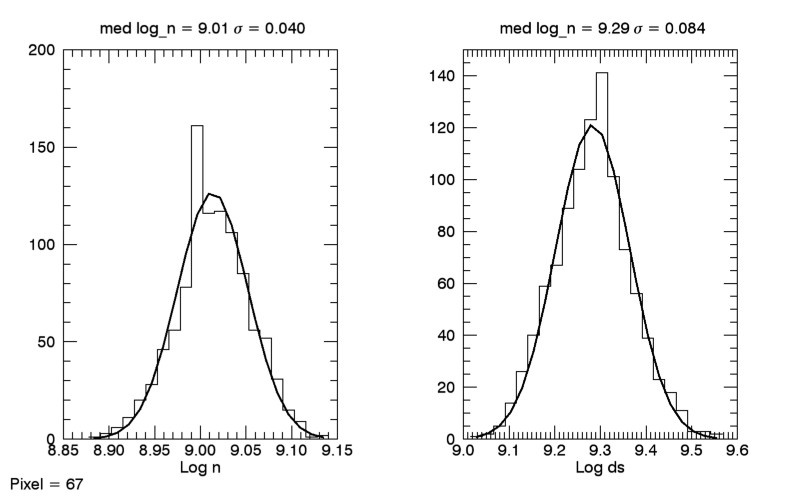 med log_n = 9.01 σ = 0.040
200
150
100
50
0
8.85 8.90 8.95 9.00 9.05 9.10 9.15
Log n
med log_n = 9.29 σ = 0.084
140
120
100
80
60
40
20
0
9.0 9.1 9.2 9.3 9.4 9.5 9.6
Log ds
Pixel = 67